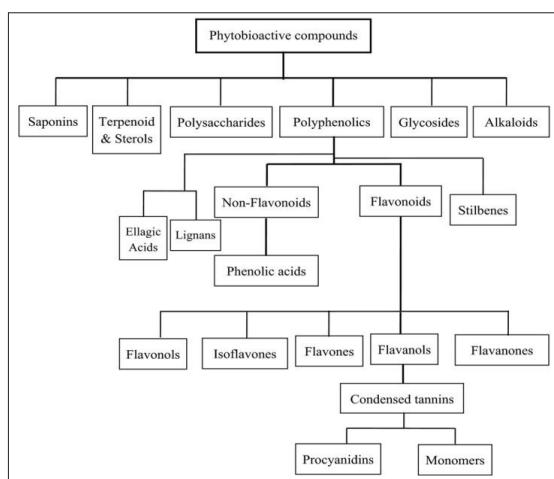 Phytobioactive compounds
Saponins
Terpenoid
& Sterols
Polysaccharides
Polyphenolics
Glycosides
Alkaloids
Ellagic
Acids
Lignans
Non-Flavonoids
Flavonoids
Stilbenes
Phenolic acids
Flavonols
Isoflavones
Flavones
Flavanols
Flavanones
Condensed tannins
Procyanidins
Monomers